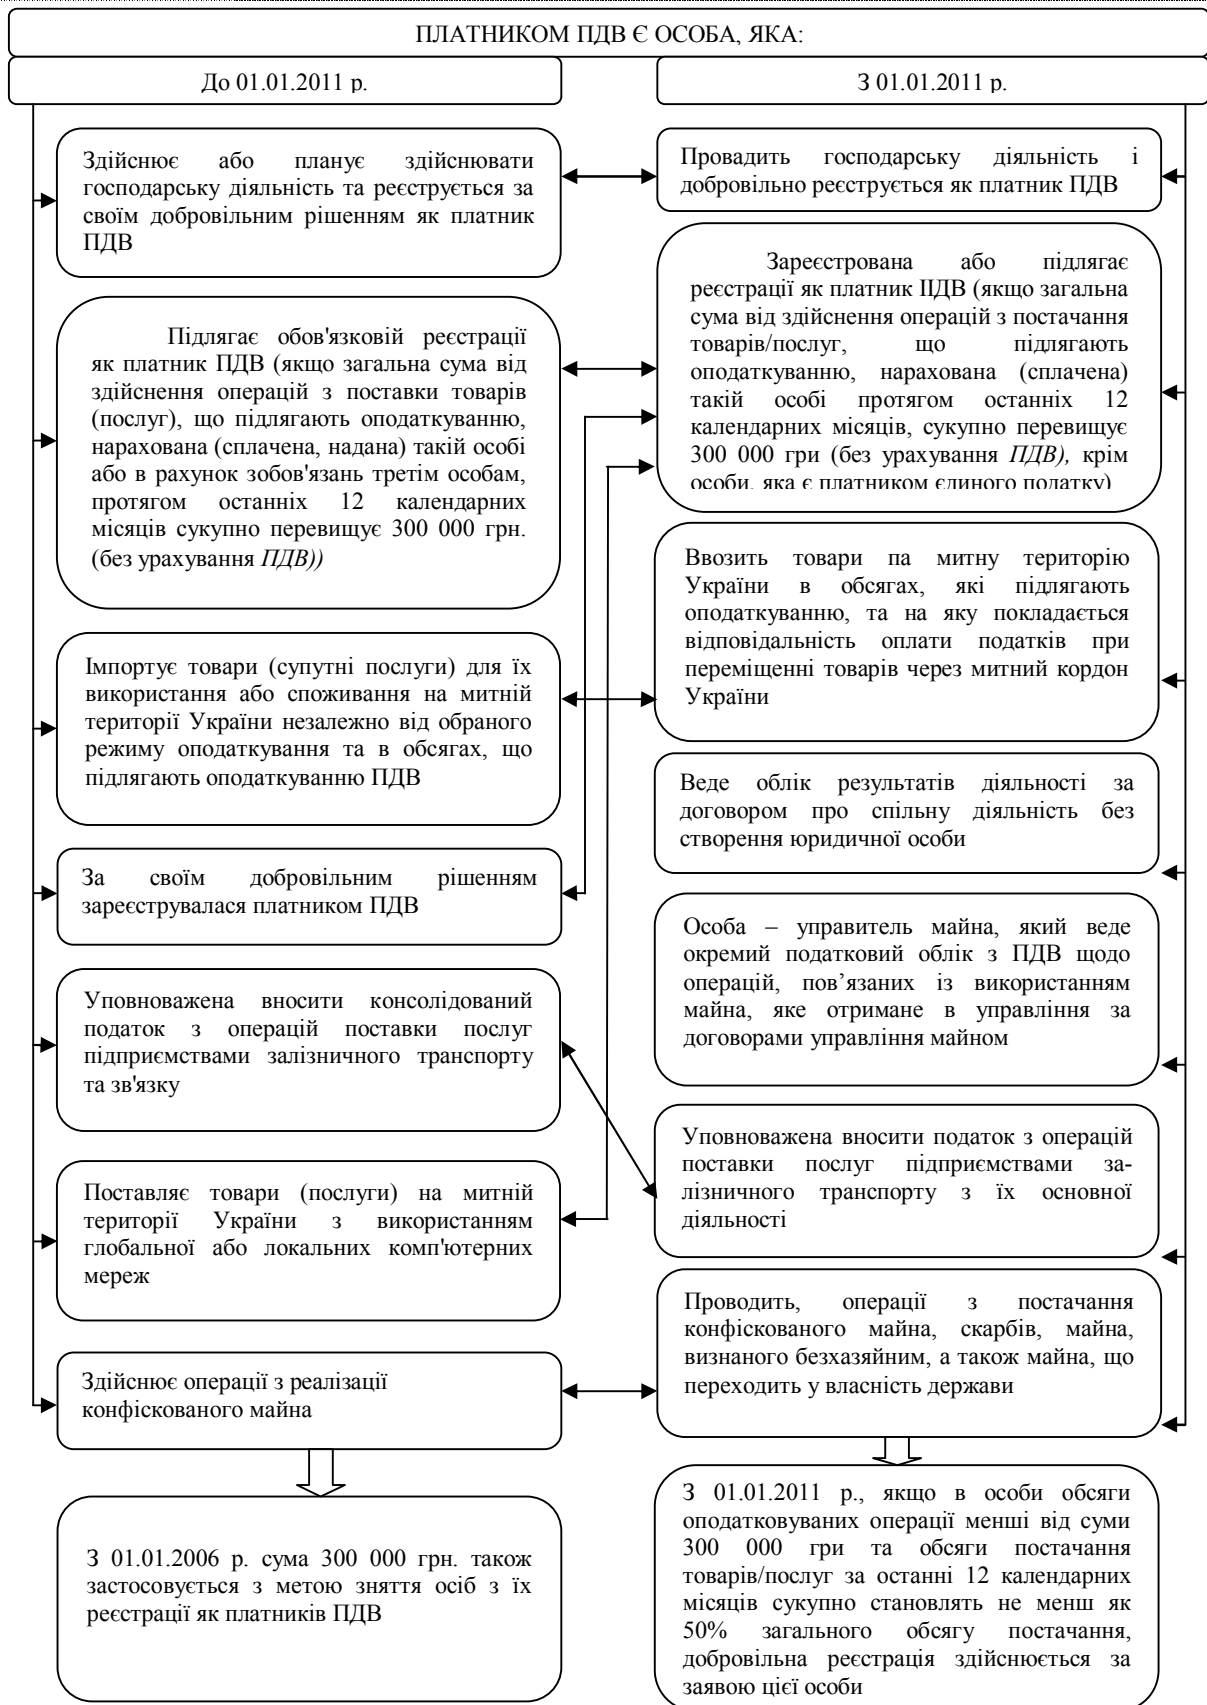 ПЛАТНИКОМ ПДВ Є ОСОБА, ЯКА:
До 01.01.2011 р.
Здійснює або планує здійснювати
господарську діяльність та реєструється за
своїм добровільним рішенням як платник
ПДВ
Підлягає обов'язковій реєстрації
як платник ПДВ (якщо загальна сума від
здійснення операцій з поставки товарів
(послуг), що підлягають оподаткуванню,
нарахована (сплачена, надана) такій особі
або в рахунок зобов'язань третім особам,
протягом останніх 12 календарних
місяців сукупно перевищує 300 000 грн.
(без урахування ПДВ))
Імпортує товари (супутні послуги) для їх
використання або споживання на митній
території України незалежно від обраного
режиму оподаткування та в обсягах, що
підлягають оподаткуванню ПДВ
За своїм добровільним рішенням
зареєструвалася платником ПДВ
Уповноважена вносити консолідований
податок з операцій поставки послуг
підприємствами залізничного транспорту
та зв'язку
Поставляє товари (послуги) на митній
території України з використанням
глобальної або локальних комп'ютерних
мереж
Здійснює операції з реалізації
конфіскованого майна
З 01.01.2006 р. сума 300 000 грн. також
застосовується з метою зняття осіб з їх
реєстрації як платників ПДВ
З 01.01.2011 р.
Провадить господарську діяльність і
добровільно реєструється як платник ПДВ
Зареєстрована або підлягає
реєстрації як платник ІІДВ (якщо загальна
сума від здійснення операцій з постачання
товарів/послуг, що підлягають
оподаткуванню, нарахована (сплачена)
такій особі протягом останніх 12
календарних місяців, сукупно перевищує
300 000 гри (без урахування ПДВ), крім
особи, яка є платником єдиного податку)
Ввозить товари па митну територію
України в обсягах, які підлягають
оподаткуванню, та на яку покладається
відповідальність оплати податків при
переміщенні товарів через митний кордон
України
Веде облік результатів діяльності за
договором про спільну діяльність без
створення юридичної особи
Особа – управитель майна, який веде
окремий податковий облік з ПДВ щодо
операцій, пов’язаних із використанням
майна, яке отримане в управління за
договорами управління майном
Уповноважена вносити податок з операцій
поставки послуг підприємствами за-
лізничного транспорту з їх основної
діяльності
Проводить, операції з постачання
конфіскованого майна, скарбів, майна,
визнаного безхазяйним, а також майна, що
переходить у власність держави
З 01.01.2011 р., якщо в особи обсяги
оподатковуваних операції менші від суми
300 000 гри та обсяги постачання
товарів/послуг за останні 12 календарних
місяців сукупно становлять не менш як
50% загального обсягу постачання,
добровільна реєстрація здійснюється за
заявою цієї особи